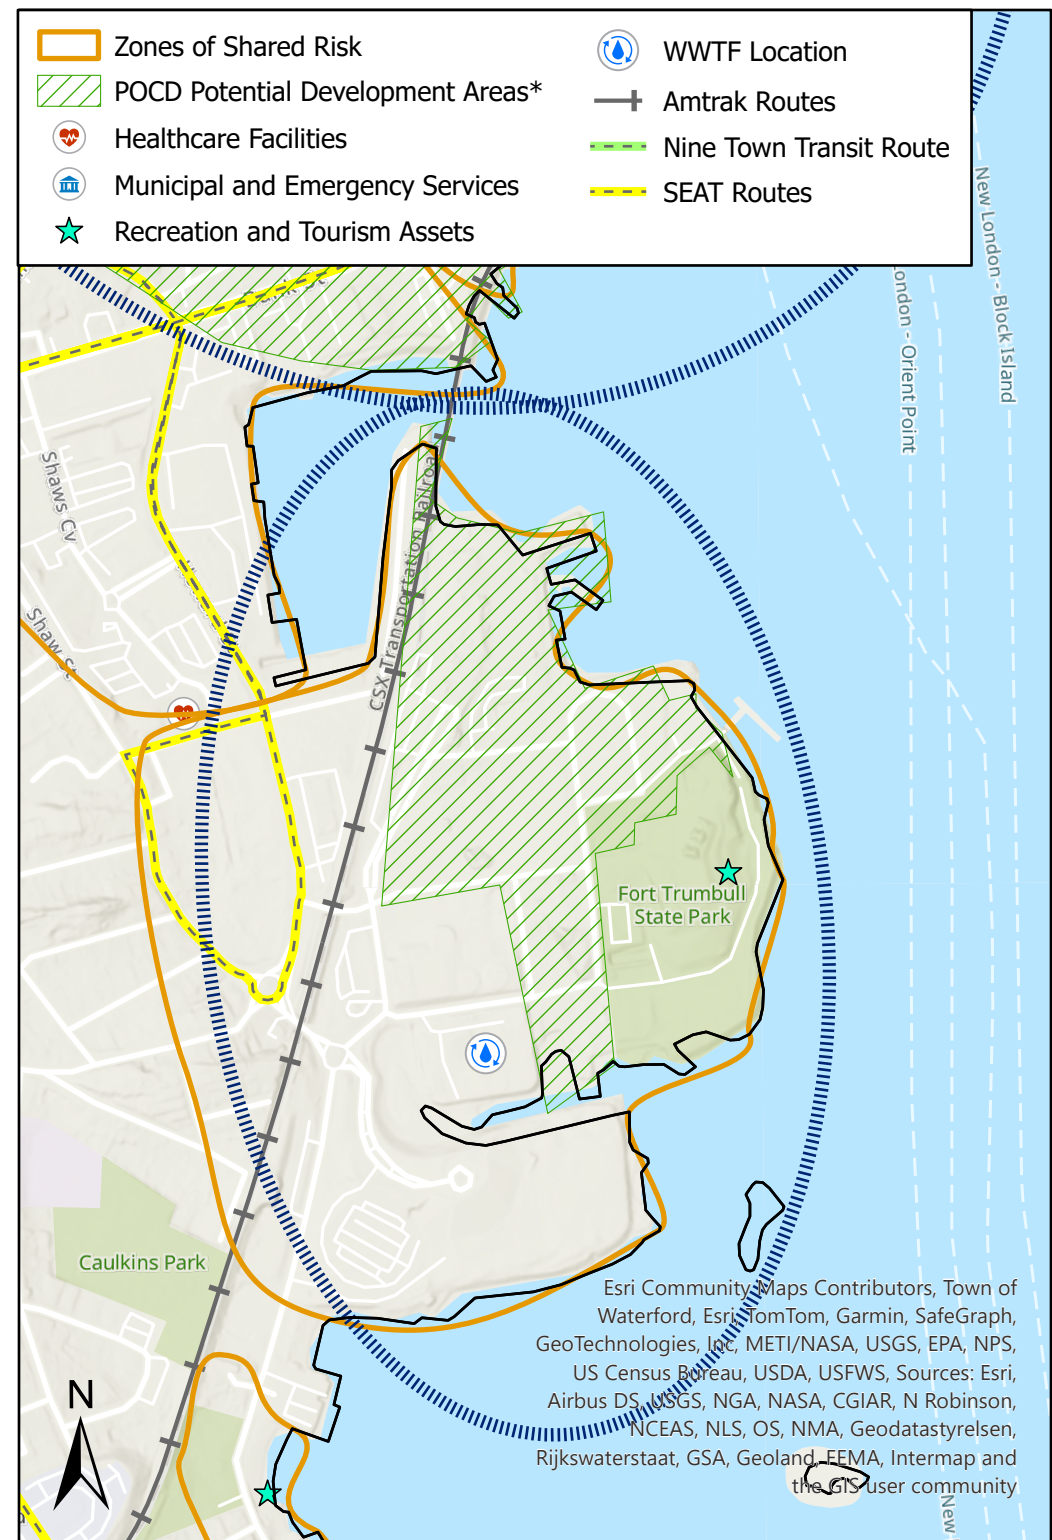 Zones of Shared Risk
POCD Potential Development Areas*
Healthcare Facilities
Municipal and Emergency Services
Recreation and Tourism Assets
WWTF Location
Amtrak Routes
Nine Town Transit Route
SEAT Routes
New London - Block Island
London - Orient Point
Bank St
Shaws Cv
Shaw St
CSX Transportation Railroa
Fort Trumbull
State Park
Caulkins Park
N
Esri Community Maps Contributors, Town of
Waterford, Esri, TomTom, Garmin, SafeGraph,
GeoTechnologies, Inc, METI/NASA, USGS, EPA, NPS,
US Census Bureau, USDA, USFWS, Sources: Esri,
Airbus DS, USGS, NGA, NASA, CGIAR, N Robinson,
NCEAS, NLS, OS, NMA, Geodatastyrelsen,
Rijkswaterstaat, GSA, Geoland, FEMA, Intermap and
the GIS user community
New